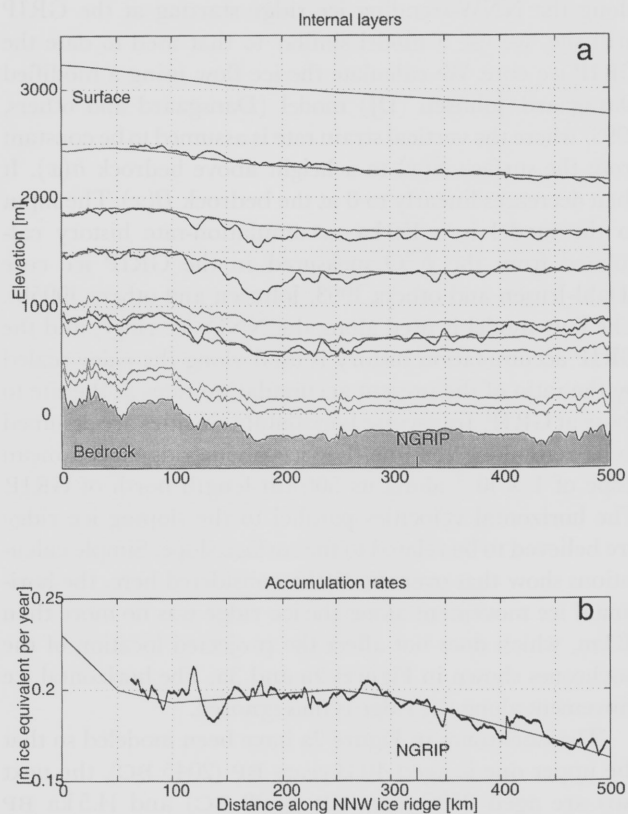 Internal layers
a
Surface
3000
2000
1000
0
Elevation [m]
NGRIP
Bedrock
0
100
200
300
400
500
Accumulation rates
b
0.25
0.2
0.15
[m ice equivalent per year]
NGRIP
0
100
200
300
400
500
Distance along NNW ice ridge [km]